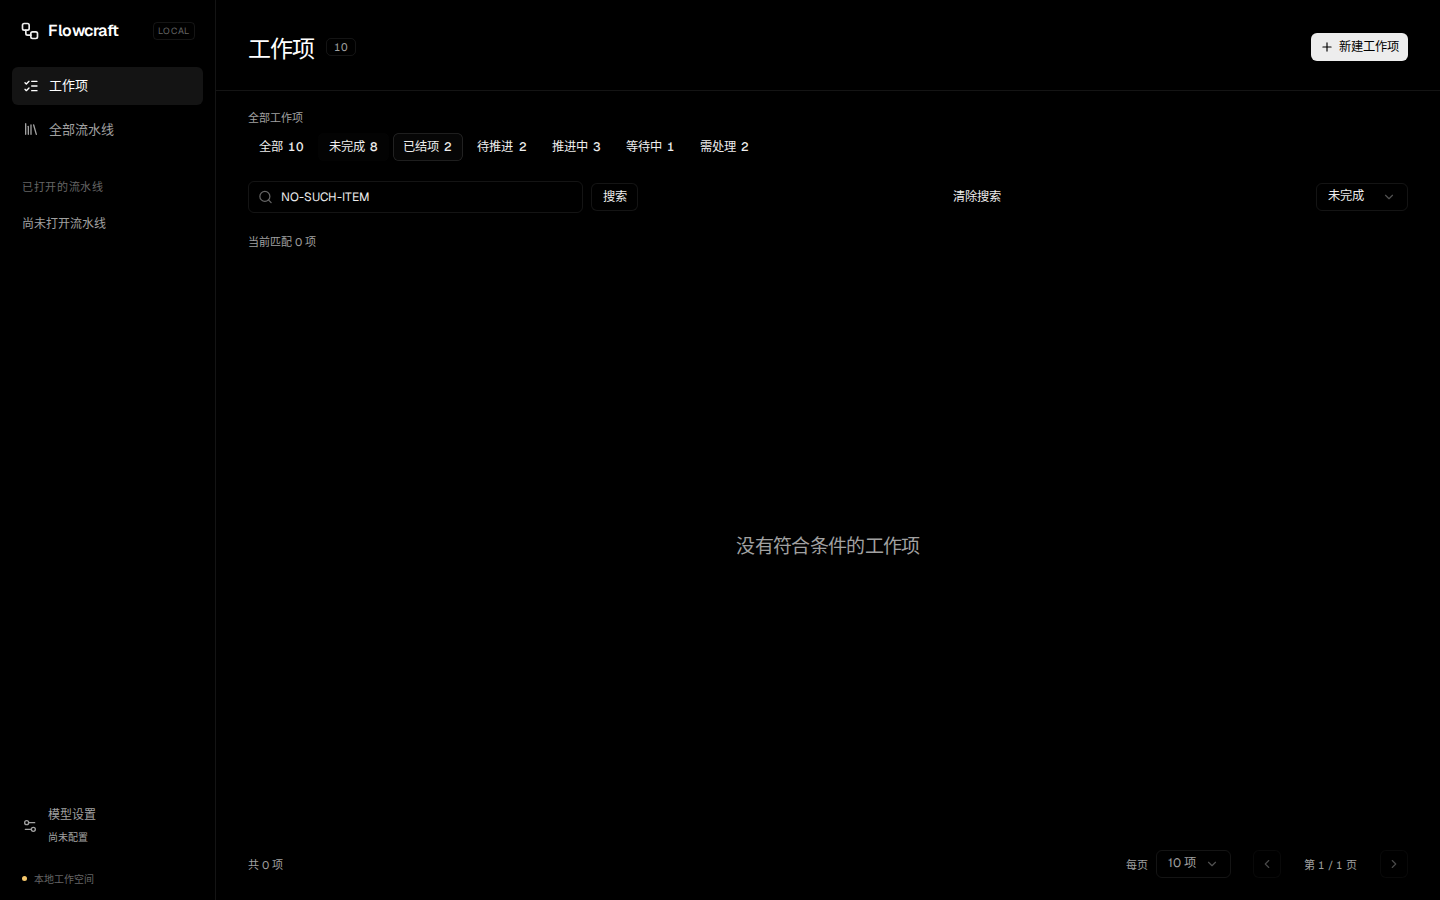 Flowcraft LOCAL
工作项
全部流水线
已打开的流水线
尚未打开流水线
模型设置
尚未配置
本地工作空间
工作项 10
新建工作项
全部工作项
全部 10 未完成 8 已结项 2 待推进 2 推进中 3 等待中 1 需处理 2
NO-SUCH-ITEM 搜索 清除搜索 未完成
当前匹配 0 项
没有符合条件的工作项
共 0 项 每页 10 项 第 1 / 1 页